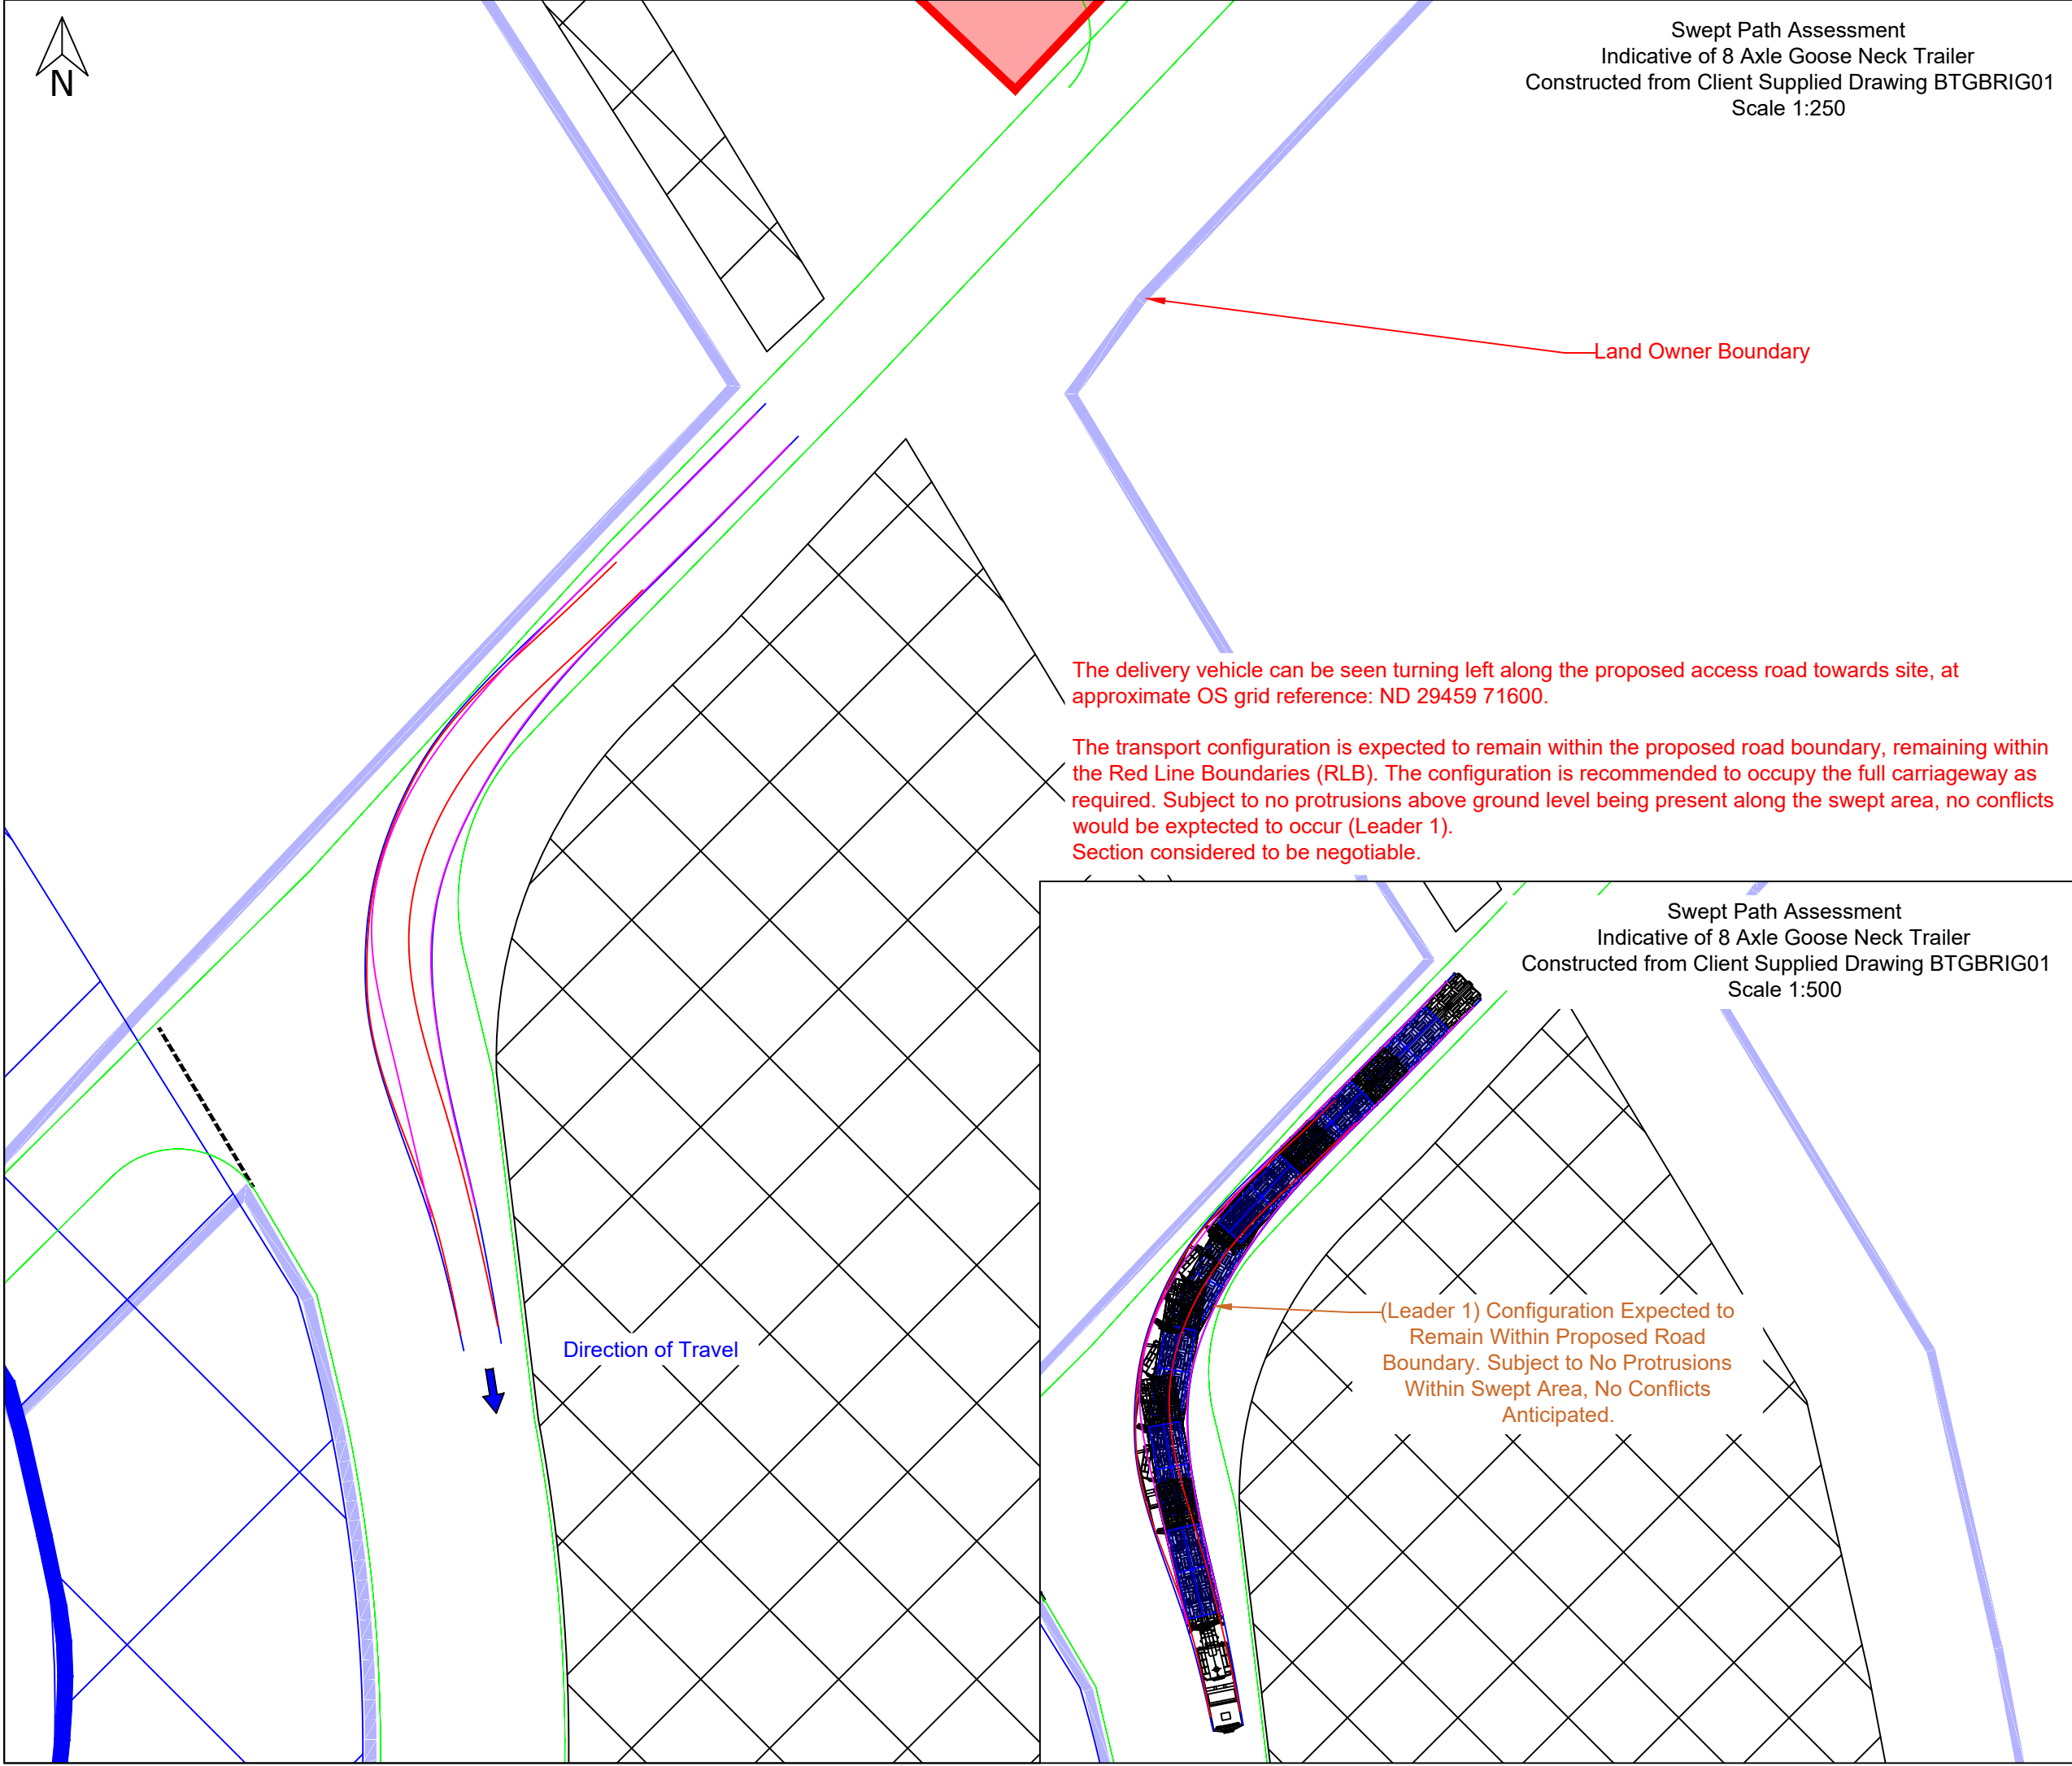 N
Swept Path Assessment
Indicative of 8 Axle Goose Neck Trailer
Constructed from Client Supplied Drawing BTGBRIG01
Scale 1:250
Land Owner Boundary
The delivery vehicle can be seen turning left along the proposed access road towards site, at
approximate OS grid reference: ND 29459 71600.
The transport configuration is expected to remain within the proposed road boundary, remaining within
the Red Line Boundaries (RLB). The configuration is recommended to occupy the full carriageway as
required. Subject to no protrusions above ground level being present along the swept area, no conflicts
would be exptected to occur (Leader 1).
Section considered to be negotiable.
Swept Path Assessment
Indicative of 8 Axle Goose Neck Trailer
Constructed from Client Supplied Drawing BTGBRIG01
Scale 1:500
(Leader 1) Configuration Expected to
Remain Within Proposed Road
Boundary. Subject to No Protrusions
Within Swept Area, No Conflicts
Anticipated.
Direction of Travel